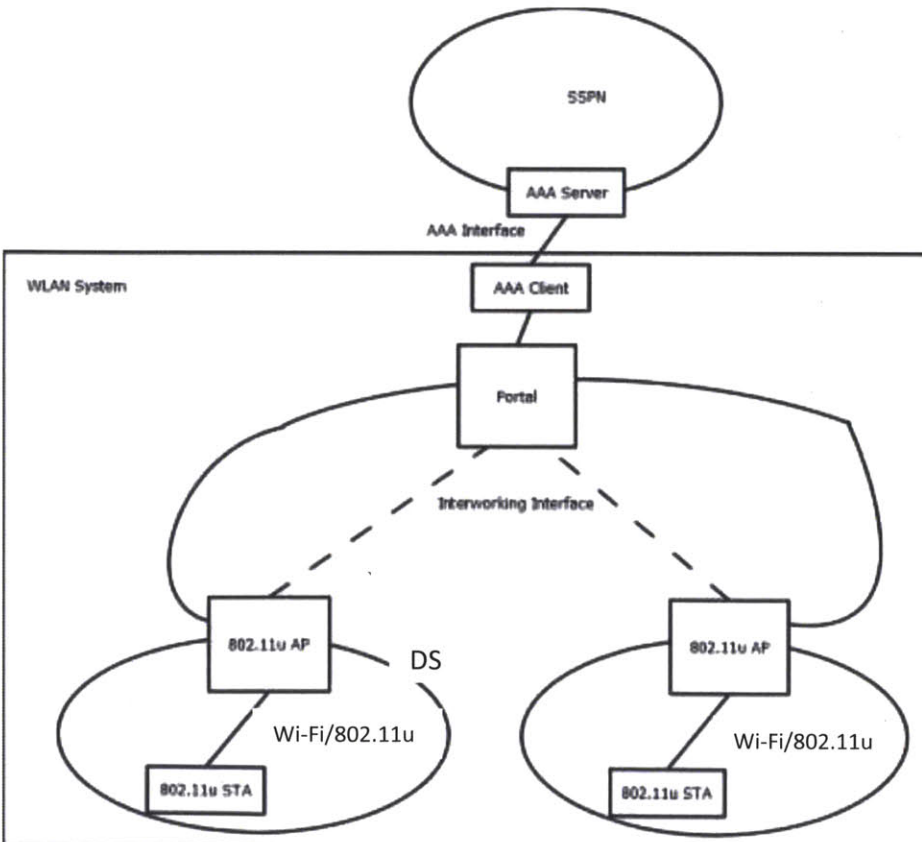 SSPN
AAA Server
AAA Interface
WLAN System
AAA Client
Portal
Interworking Interface
802.11u AP
802.11u AP
DS
Wi-Fi/802.11u
Wi-Fi/802.11u
802.11u STA
802.11u STA